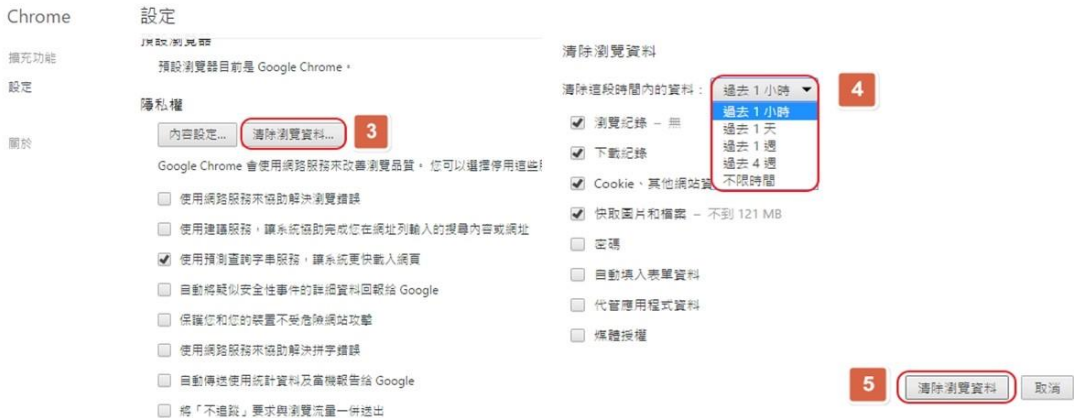 Chrome
擴充功能
設定
關於
設定
預設瀏覽器
預設瀏覽器目前是 Google Chrome。
隱私權
內容設定...
清除瀏覽資料...
3
Google Chrome 會使用網路服務來改善瀏覽品質。 您可以選擇停用這些
使用網路服務來協助解決瀏覽錯誤
使用建議服務，讓系統協助完成您在網址列輸入的搜尋內容或網址
使用預測查詢字串服務，讓系統更快載入網頁
自動將疑似安全性事件的詳細資料回報給 Google
保護您和您的裝置不受危險網站攻擊
使用網路服務來協助解決拼字錯誤
自動傳送使用統計資料及當機報告給 Google
將「不追蹤」要求與瀏覽流量一併送出
清除瀏覽資料
清除這段時間內的資料：
過去 1 小時
4
過去 1 小時
過去 1 天
過去 1 週
過去 4 週
不限時間
瀏覽紀錄 – 無
下載紀錄
Cookie、其他網站資
快取圖片和檔案 – 不到 121 MB
密碼
自動填入表單資料
代管應用程式資料
媒體授權
5
清除瀏覽資料
取消